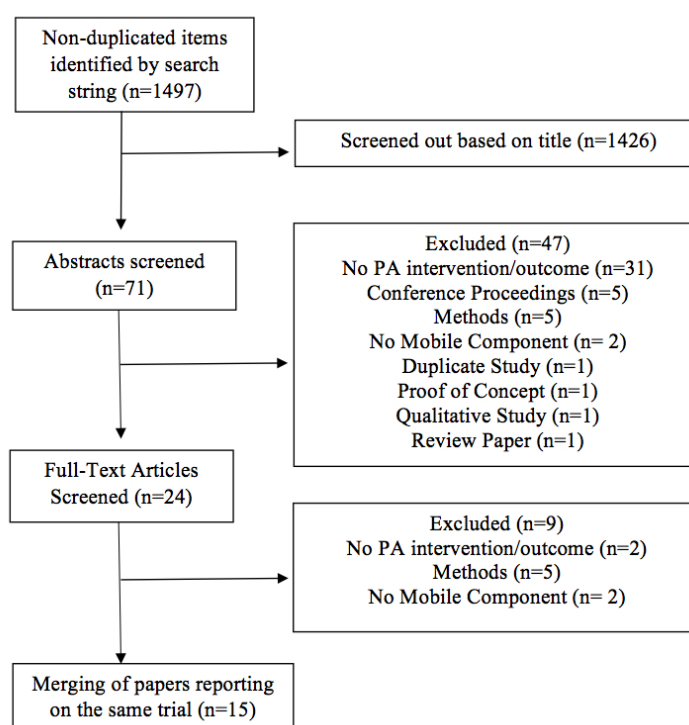 Non-duplicated items
identified by search
string (n=1497)
Screened out based on title (n=1426)
Abstracts screened
(n=71)
Excluded (n=47)
No PA intervention/outcome (n=31)
Conference Proceedings (n=5)
Methods (n=5)
No Mobile Component (n= 2)
Duplicate Study (n=1)
Proof of Concept (n=1)
Qualitative Study (n=1)
Review Paper (n=1)
Full-Text Articles
Screened (n=24)
Excluded (n=9)
No PA intervention/outcome (n=2)
Methods (n=5)
No Mobile Component (n= 2)
Merging of papers reporting
on the same trial (n=15)